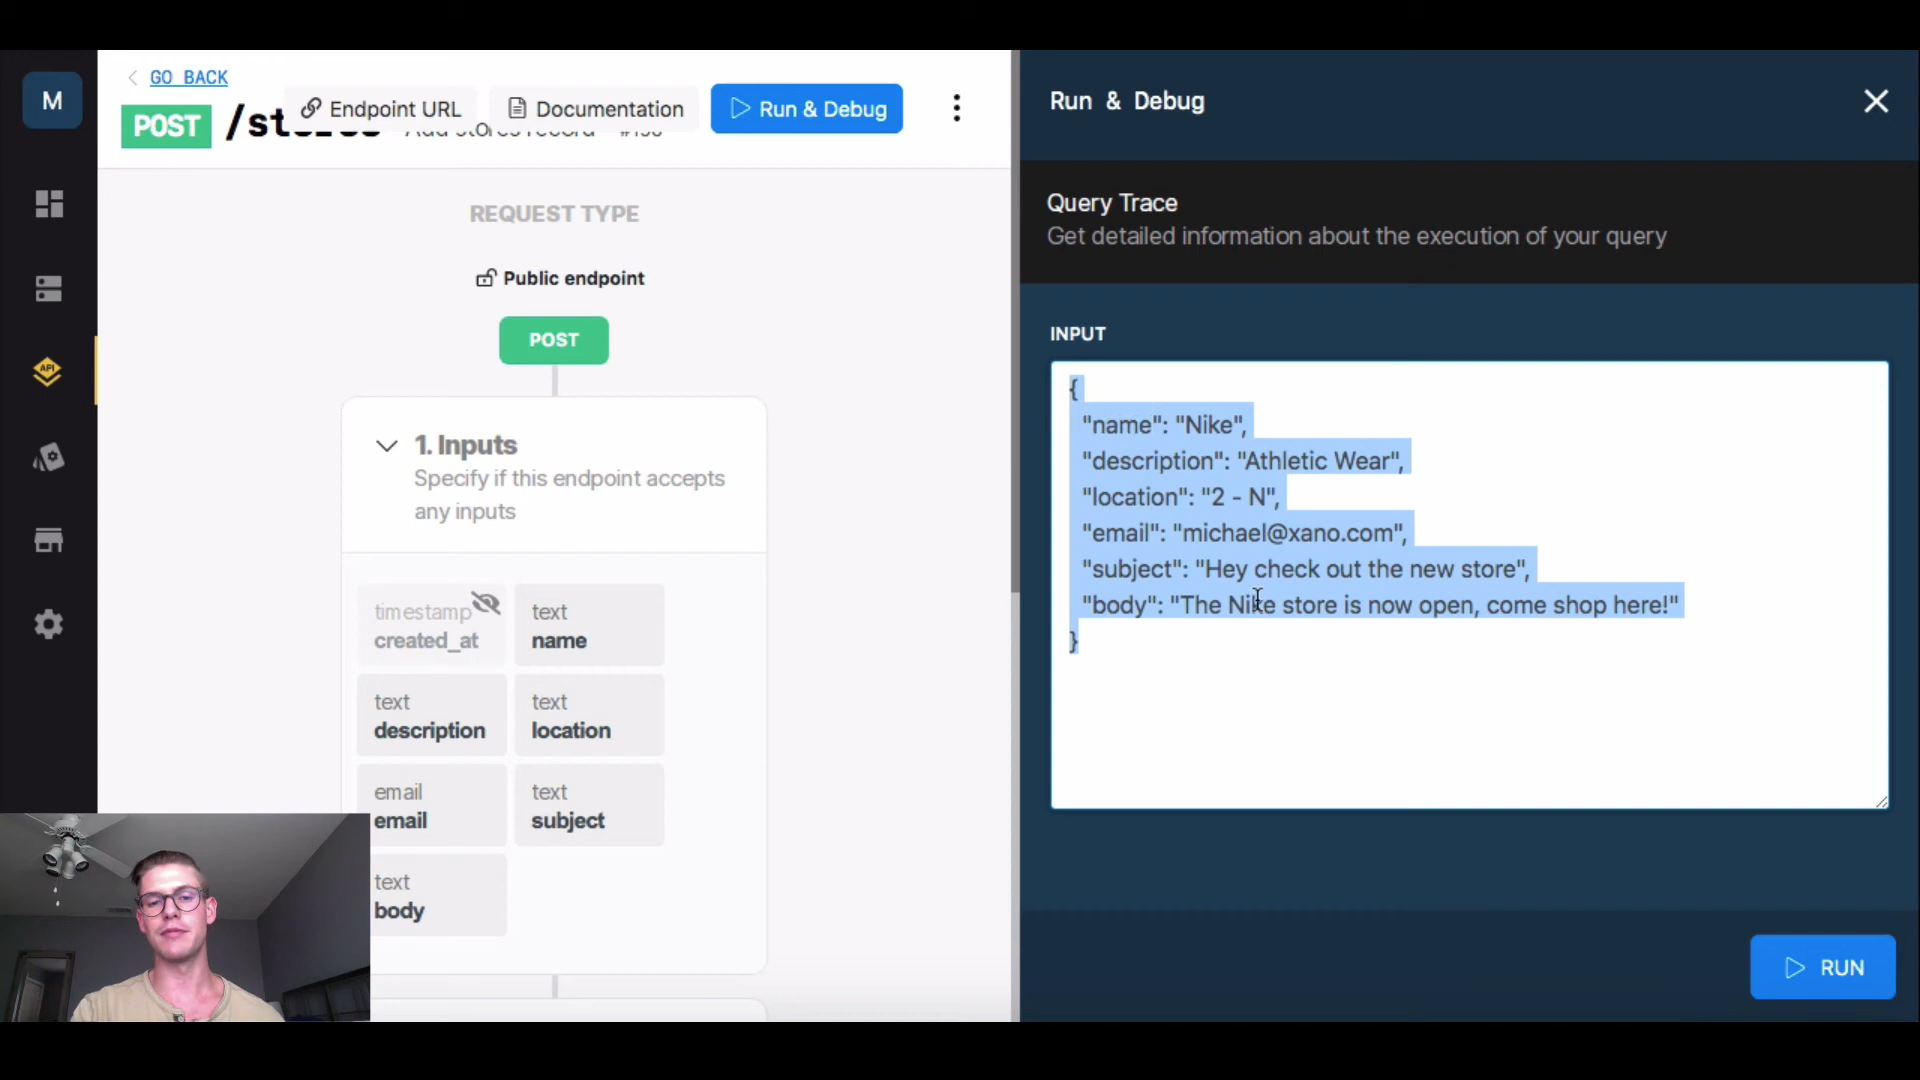 M
GO BACK
POST
Endpoint URL
Documentation
Run & Debug
REQUEST TYPE
Public endpoint
POST
1. Inputs
Specify if this endpoint accepts
any inputs
timestamp
created_at
text
name
text
description
text
location
email
email
text
subject
text
body
API
Run & Debug
Query Trace
Get detailed information about the execution of your query
INPUT
{
"name": "Nike",
"description": "Athletic Wear",
"location": "2 - N",
"email": "michael@xano.com",
"subject": "Hey check out the new store",
"body": "The Nike store is now open, come shop here!"
}
RUN